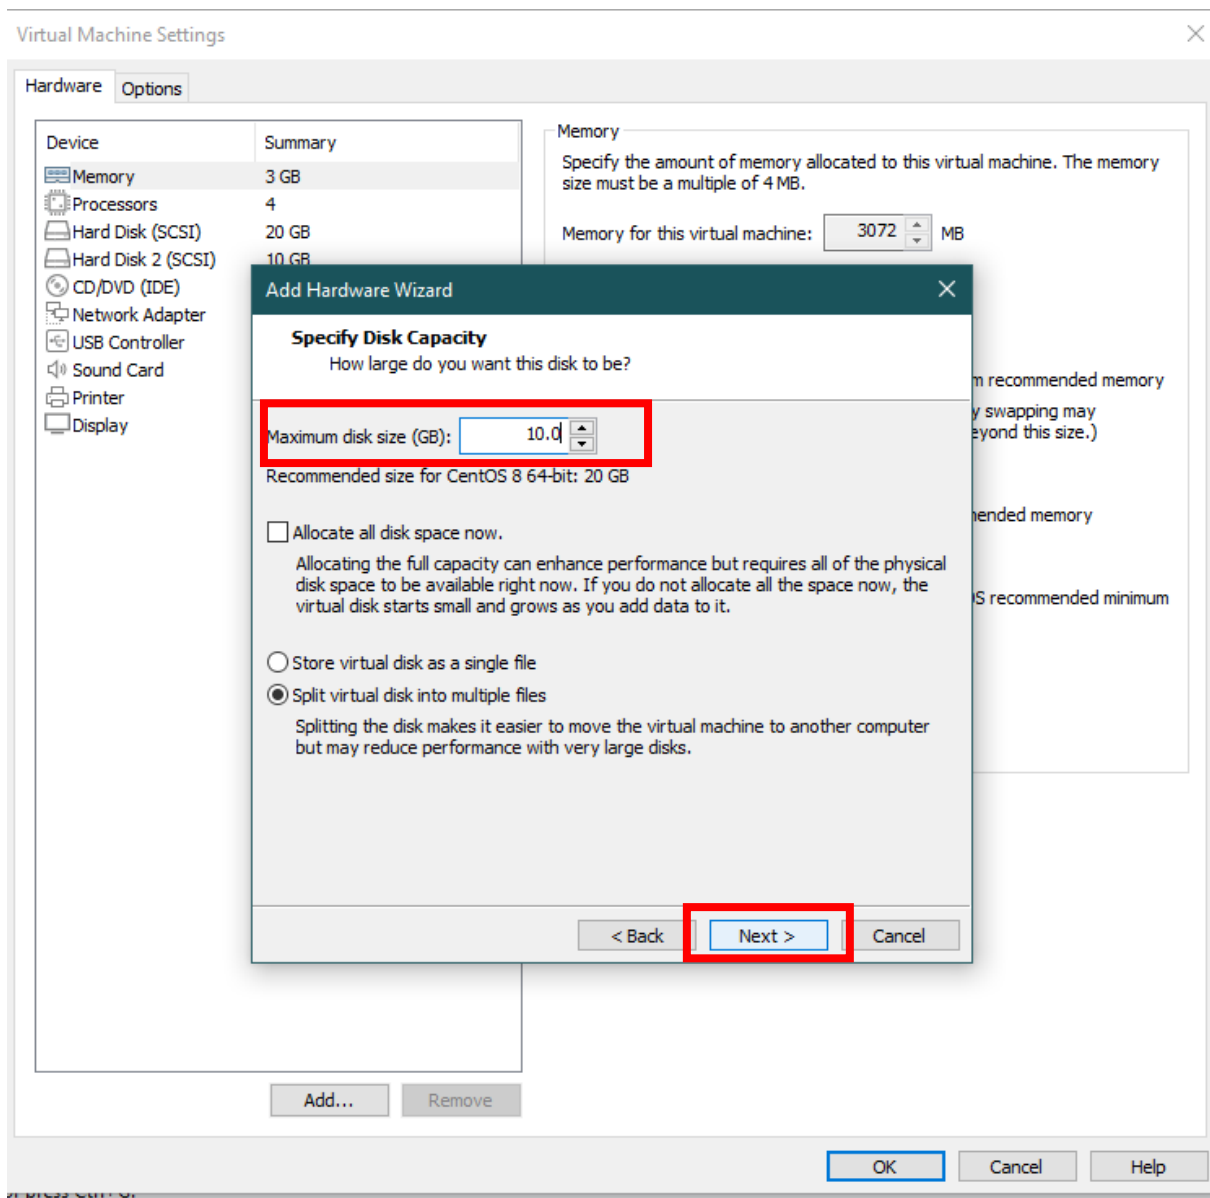 Virtual Machine Settings
Hardware
Options
Device Summary
Memory 3 GB
Processors 4
Hard Disk (SCSI) 20 GB
Hard Disk 2 (SCSI) 10 GB
CD/DVD (IDE)
Network Adapter
USB Controller
Sound Card
Printer
Display
Add...
Remove
Memory
Specify the amount of memory allocated to this virtual machine. The memory
size must be a multiple of 4 MB.
Memory for this virtual machine: 3072 MB
recommended memory
swapping may
this size.)
memory
recommended minimum
Add Hardware Wizard
Specify Disk Capacity
How large do you want this disk to be?
Maximum disk size (GB): 10.0
Recommended size for CentOS 8 64-bit: 20 GB
Allocate all disk space now.
Allocating the full capacity can enhance performance but requires all of the physical
disk space to be available right now. If you do not allocate all the space now, the
virtual disk starts small and grows as you add data to it.
Store virtual disk as a single file
Split virtual disk into multiple files
Splitting the disk makes it easier to move the virtual machine to another computer
but may reduce performance with very large disks.
< Back
Next >
Cancel
OK
Cancel
Help